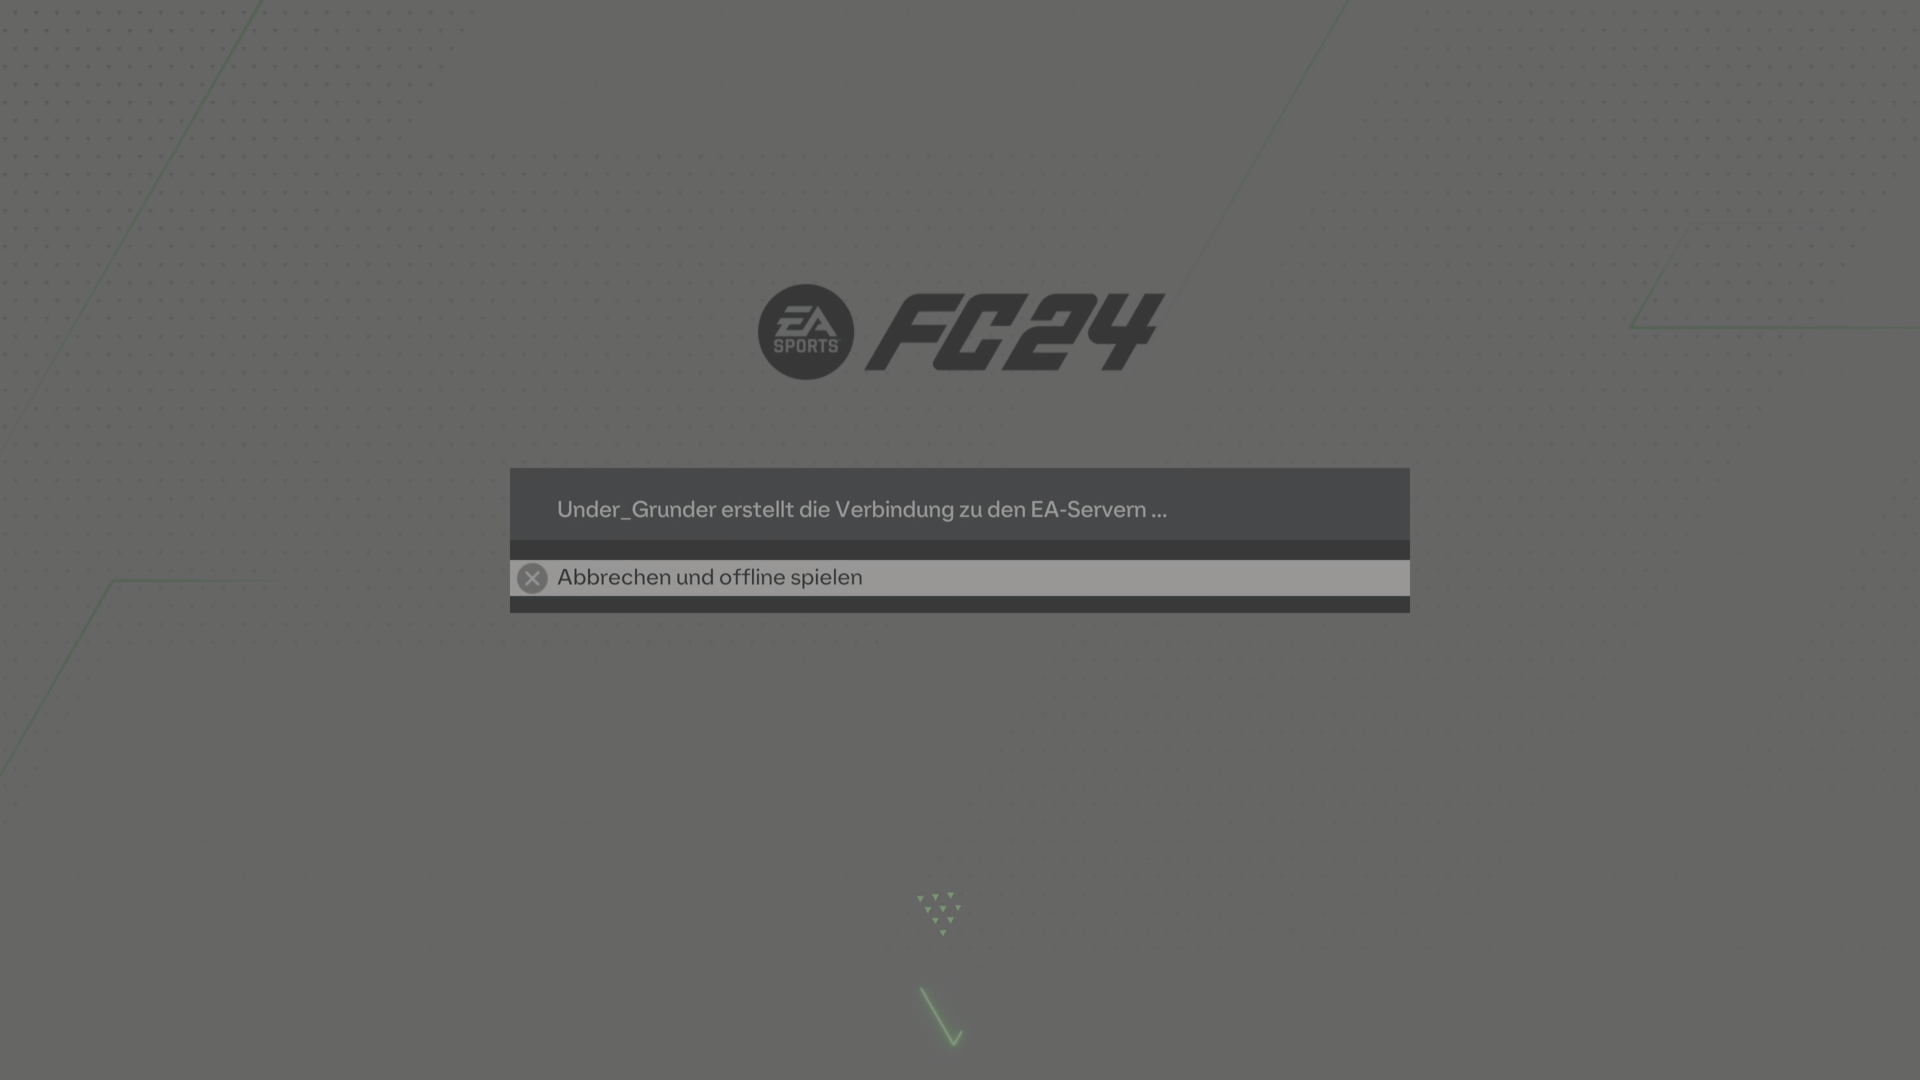 EA
SPORTS
FC24
Under_Grunder erstellt die Verbindung zu den EA-Servern ...
Abbrechen und offline spielen